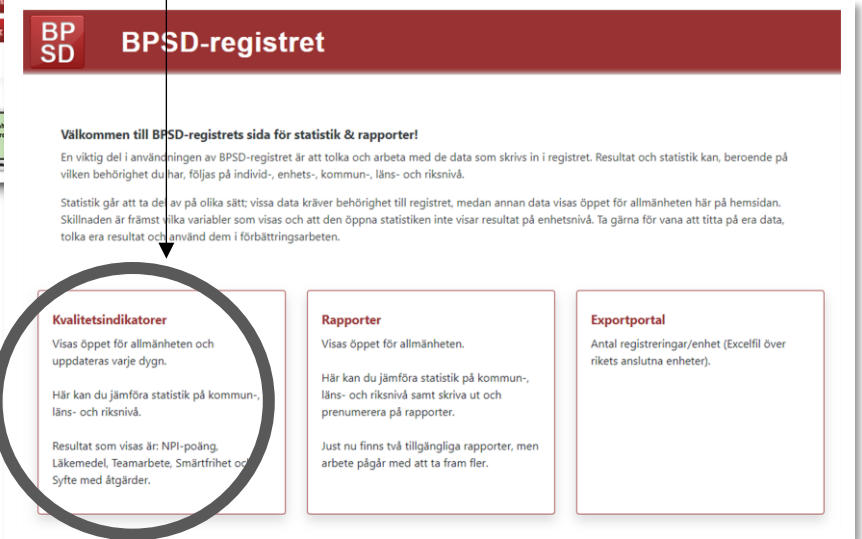 BP
SD
BPSD-registret
Välkommen till BPSD-registrets sida för statistik & rapporter!
En viktig del i användningen av BPSD-registret är att tolka och arbeta med de data som skrivs in i registret. Resultat och statistik kan, beroende på
vilken behörighet du har, följas på individ-, enhets-, kommun-, läns- och riksnivå.
Statistik går att ta del av på olika sätt; vissa data kräver behörighet till registret, medan annan data visas öppet för allmänheten här på hemsidan.
Skillnaden är främst vilka variabler som visas och att den öppna statistiken inte visar resultat på enhetsnivå. Ta gärna för vana att titta på era data,
tolka era resultat och använd dem i förbättringsarbeten.
Kvalitetsindikatorer
Visas öppet för allmänheten och
uppdateras varje dygn.
Här kan du jämföra statistik på kommun-,
läns- och riksnivå.
Resultat som visas är: NPI-poäng,
Läkemedel, Teamarbete, Smärtfrihet och
Syfte med åtgärder.
Rapporter
Visas öppet för allmänheten.
Här kan du jämföra statistik på kommun-,
läns- och riksnivå samt skriva ut och
prenumerera på rapporter.
Just nu finns två tillgängliga rapporter, men
arbete pågår med att ta fram fler.
Exportportal
Antal registreringar/enhet (Excelfil över
rikets anslutna enheter).